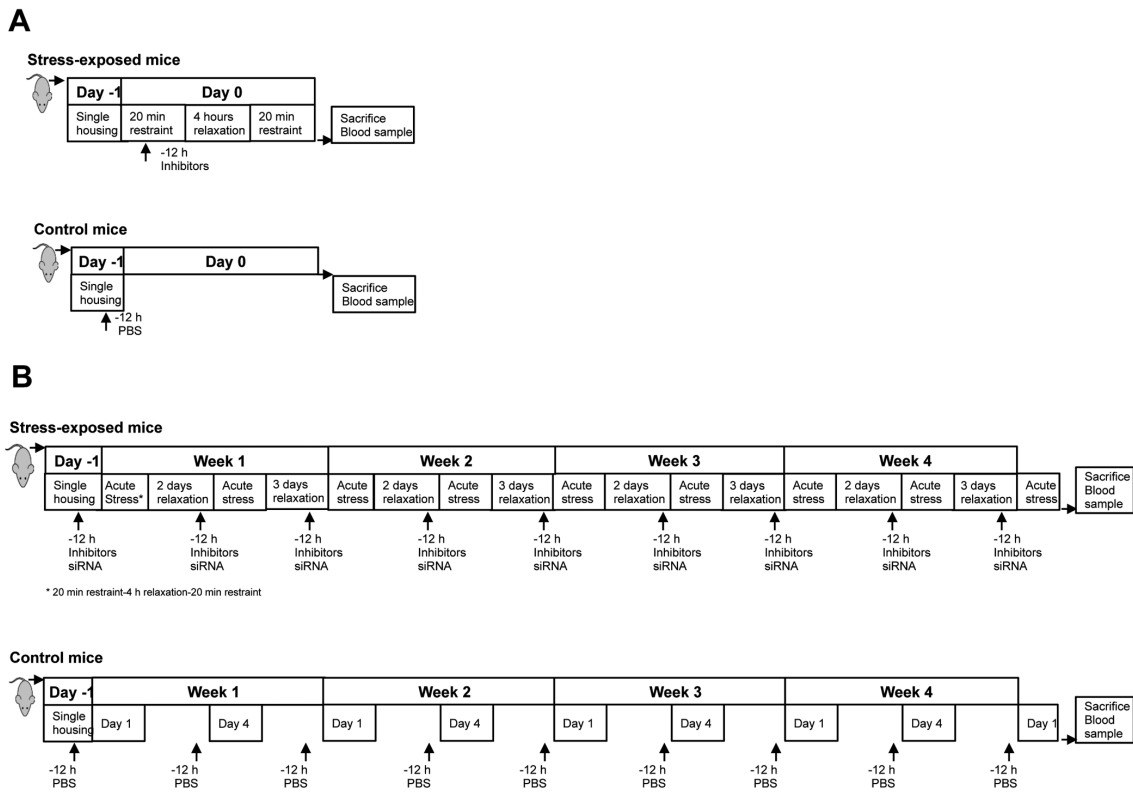 A
Stress-exposed mice
Day -1 Day 0
Single housing 20 min restraint 4 hours relaxation 20 min restraint Sacrifice Blood sample
-12 h
Inhibitors
Control mice
Day -1 Day 0
Single housing Sacrifice Blood sample
-12 h
PBS
B
Stress-exposed mice
Day -1 Week 1 Week 2 Week 3 Week 4
Single housing Acute Stress* 2 days relaxation Acute stress 3 days relaxation Acute stress 2 days relaxation Acute stress 3 days relaxation Acute stress 2 days relaxation Acute stress 3 days relaxation Acute stress 2 days relaxation Acute stress 3 days relaxation Acute stress Sacrifice Blood sample
-12 h -12 h -12 h -12 h -12 h -12 h -12 h -12 h -12 h
Inhibitors Inhibitors Inhibitors Inhibitors Inhibitors Inhibitors Inhibitors Inhibitors Inhibitors
siRNA siRNA siRNA siRNA siRNA siRNA siRNA siRNA siRNA
* 20 min restraint-4 h relaxation-20 min restraint
Control mice
Day -1 Week 1 Week 2 Week 3 Week 4
Single housing Day 1 Day 4 Day 1 Day 4 Day 1 Day 4 Day 1 Day 4 Day 1 Sacrifice Blood sample
-12 h -12 h -12 h -12 h -12 h -12 h -12 h -12 h -12 h
PBS PBS PBS PBS PBS PBS PBS PBS PBS